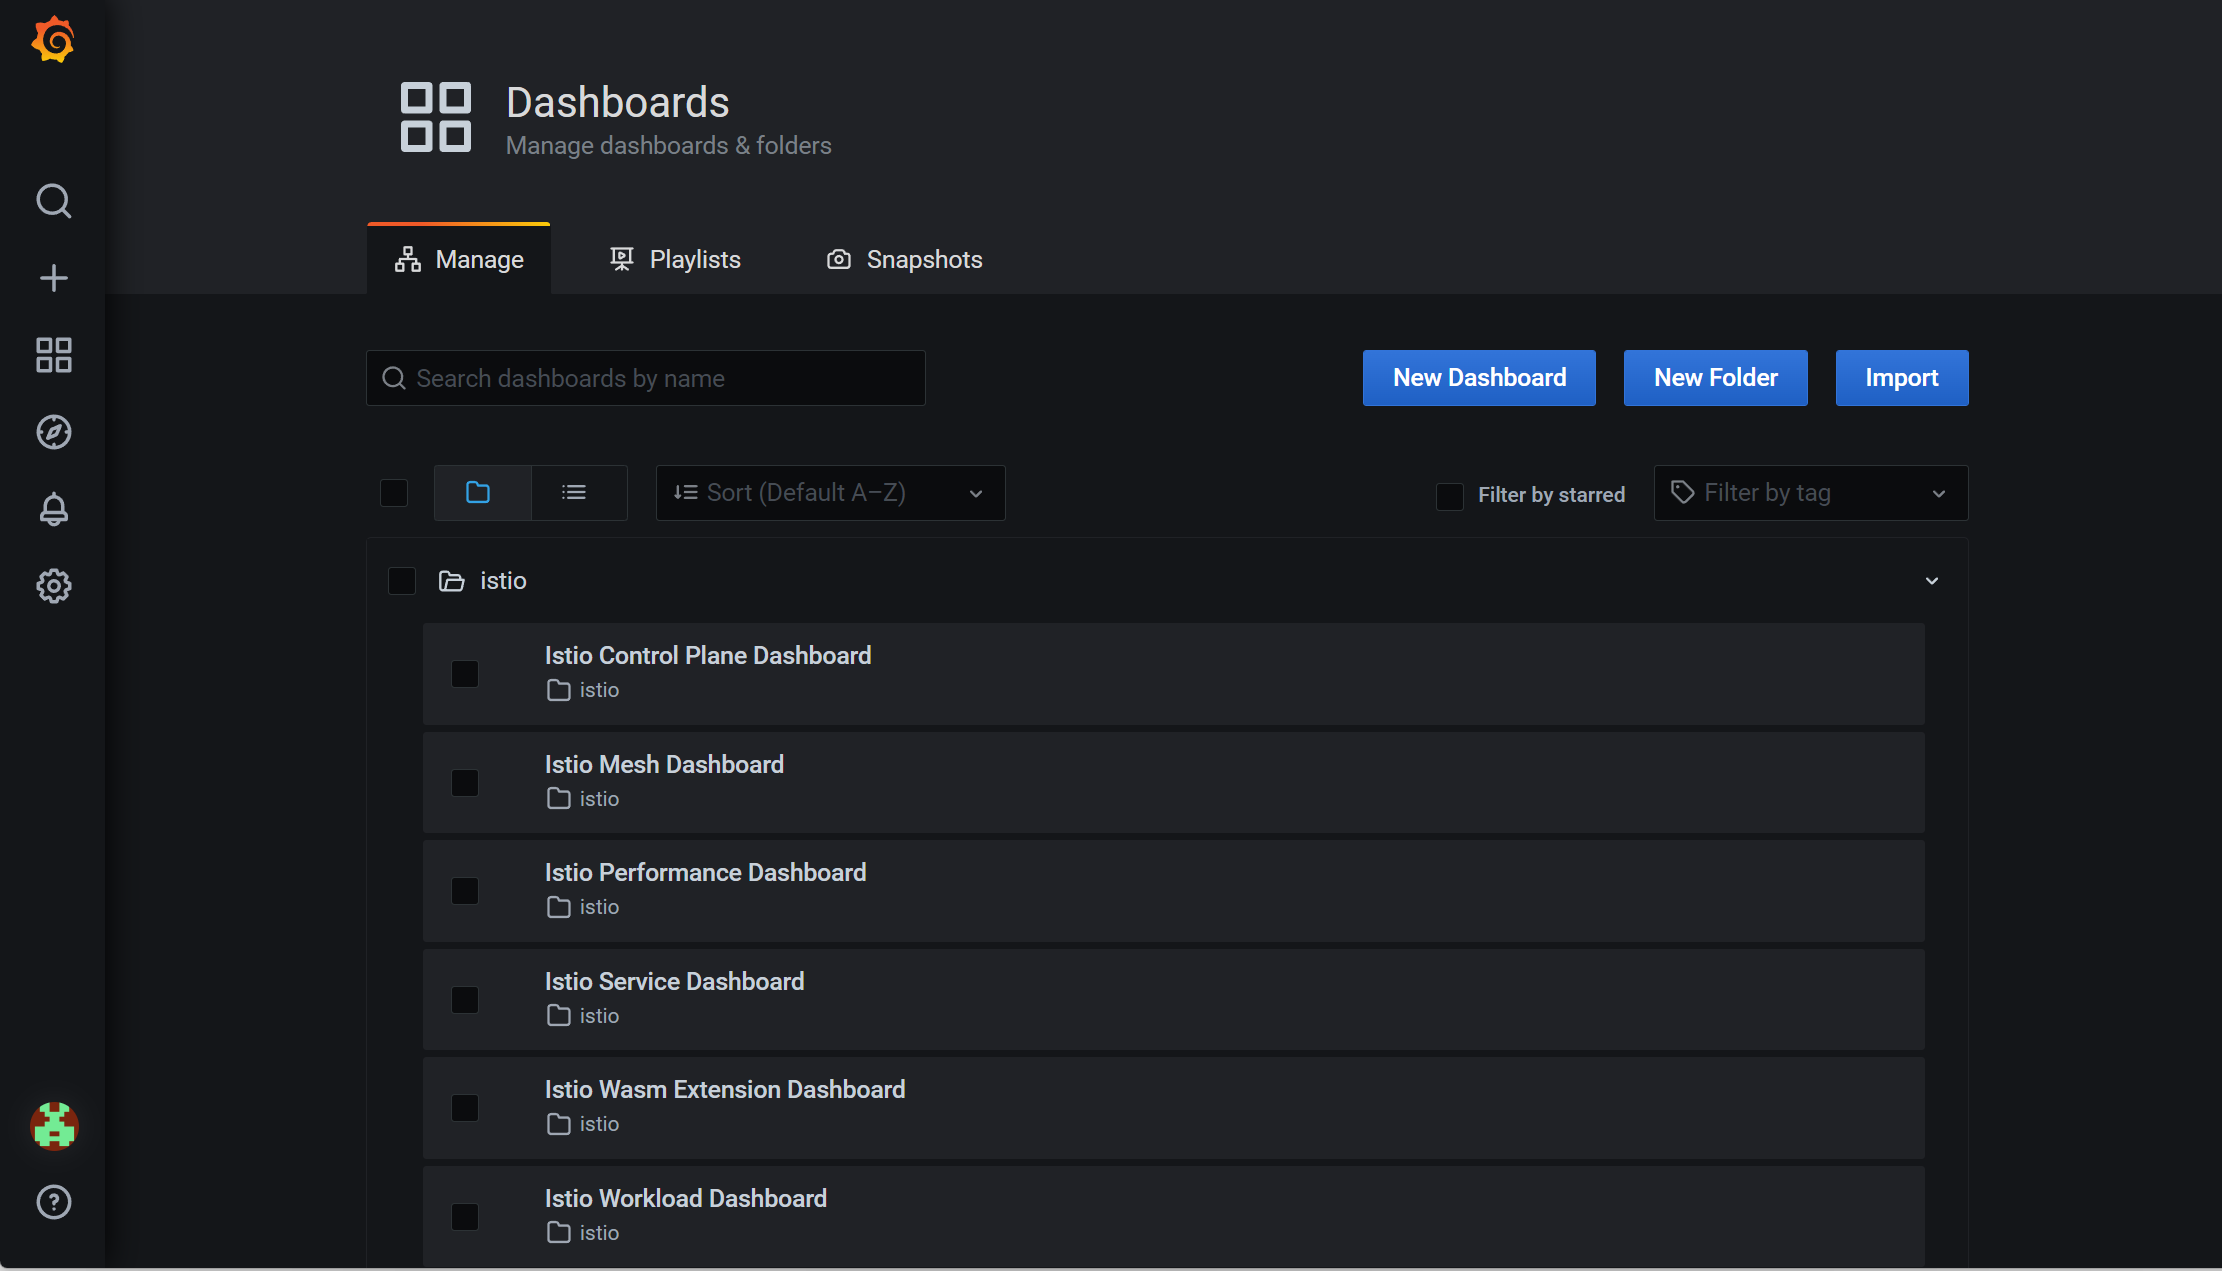 Dashboards
Manage dashboards & folders
Manage
Playlists
Snapshots
Search dashboards by name
New Dashboard
New Folder
Import
Sort (Default A–Z)
Filter by starred
Filter by tag
istio
Istio Control Plane Dashboard
istio
Istio Mesh Dashboard
istio
Istio Performance Dashboard
istio
Istio Service Dashboard
istio
Istio Wasm Extension Dashboard
istio
Istio Workload Dashboard
istio